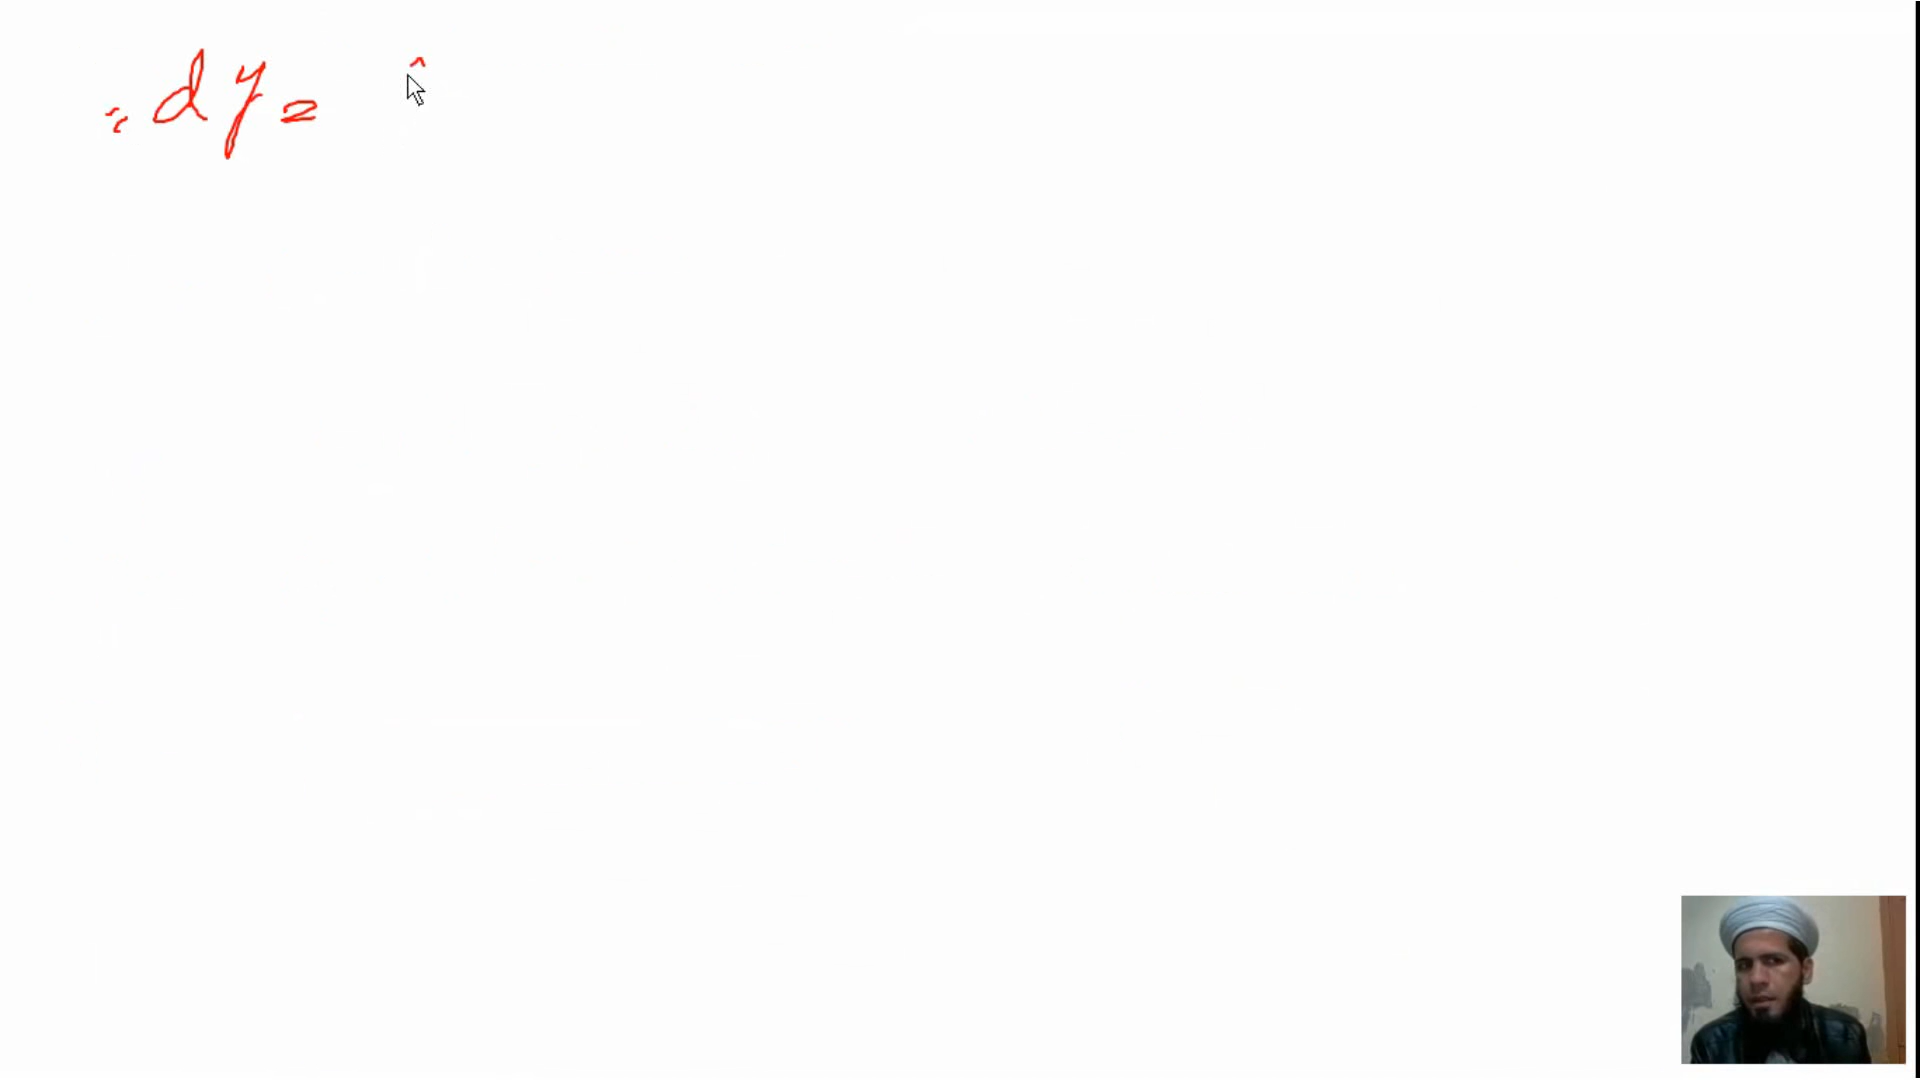 dy =